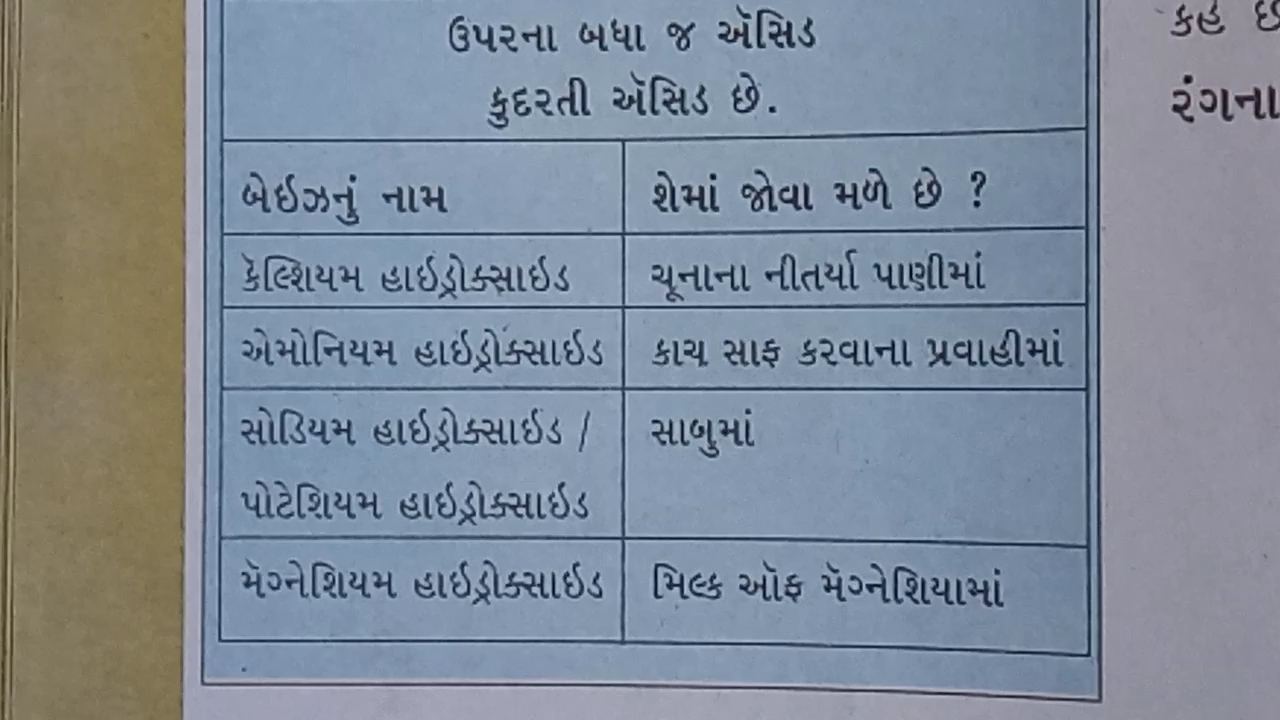 ઉપરના બધા જ ઍસિડ
કુદરતી ઍસિડ છે.
બેઇઝનું નામ શેમાં જોવા મળે છે ?
કૅલ્શિયમ હાઇડ્રોક્સાઇડ ચૂનાના નીતર્યા પાણીમાં
એમોનિયમ હાઇડ્રોક્સાઇડ કાચ સાફ કરવાના પ્રવાહીમાં
સોડિયમ હાઇડ્રોક્સાઇડ / સાબુમાં
પોટેશિયમ હાઇડ્રોક્સાઇડ
મૅગ્નેશિયમ હાઇડ્રોક્સાઇડ મિલ્ક ઑફ મૅગ્નેશિયામાં
રંગના